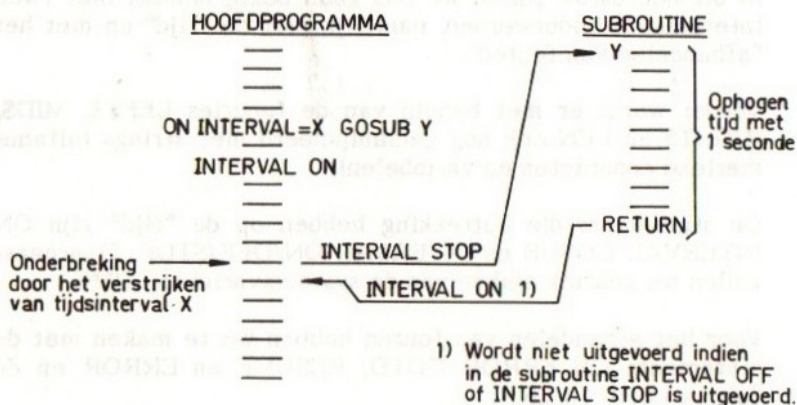 HOOFDPROGRAMMA
SUBROUTINE
Y
ON INTERVAL=X GOSUB Y
INTERVAL ON
Ophogen
tijd met
1 seconde
RETURN
INTERVAL STOP
Onderbreking
door het verstrijken
van tijdsinterval X
INTERVAL ON 1)
1) Wordt niet uitgevoerd indien
in de subroutine INTERVAL OFF
of INTERVAL STOP is uitgevoerd.